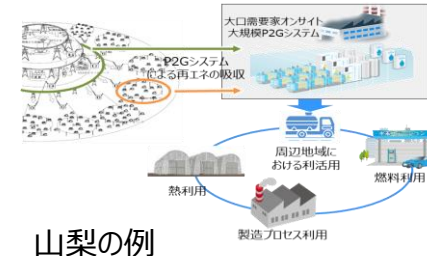 大口需要家オンサイト
大規模P2Gシステム
P2Gシステム
による再エネの吸収
周辺地域に
おける利活用
熱利用
燃料利用
製造プロセス利用
山梨の例